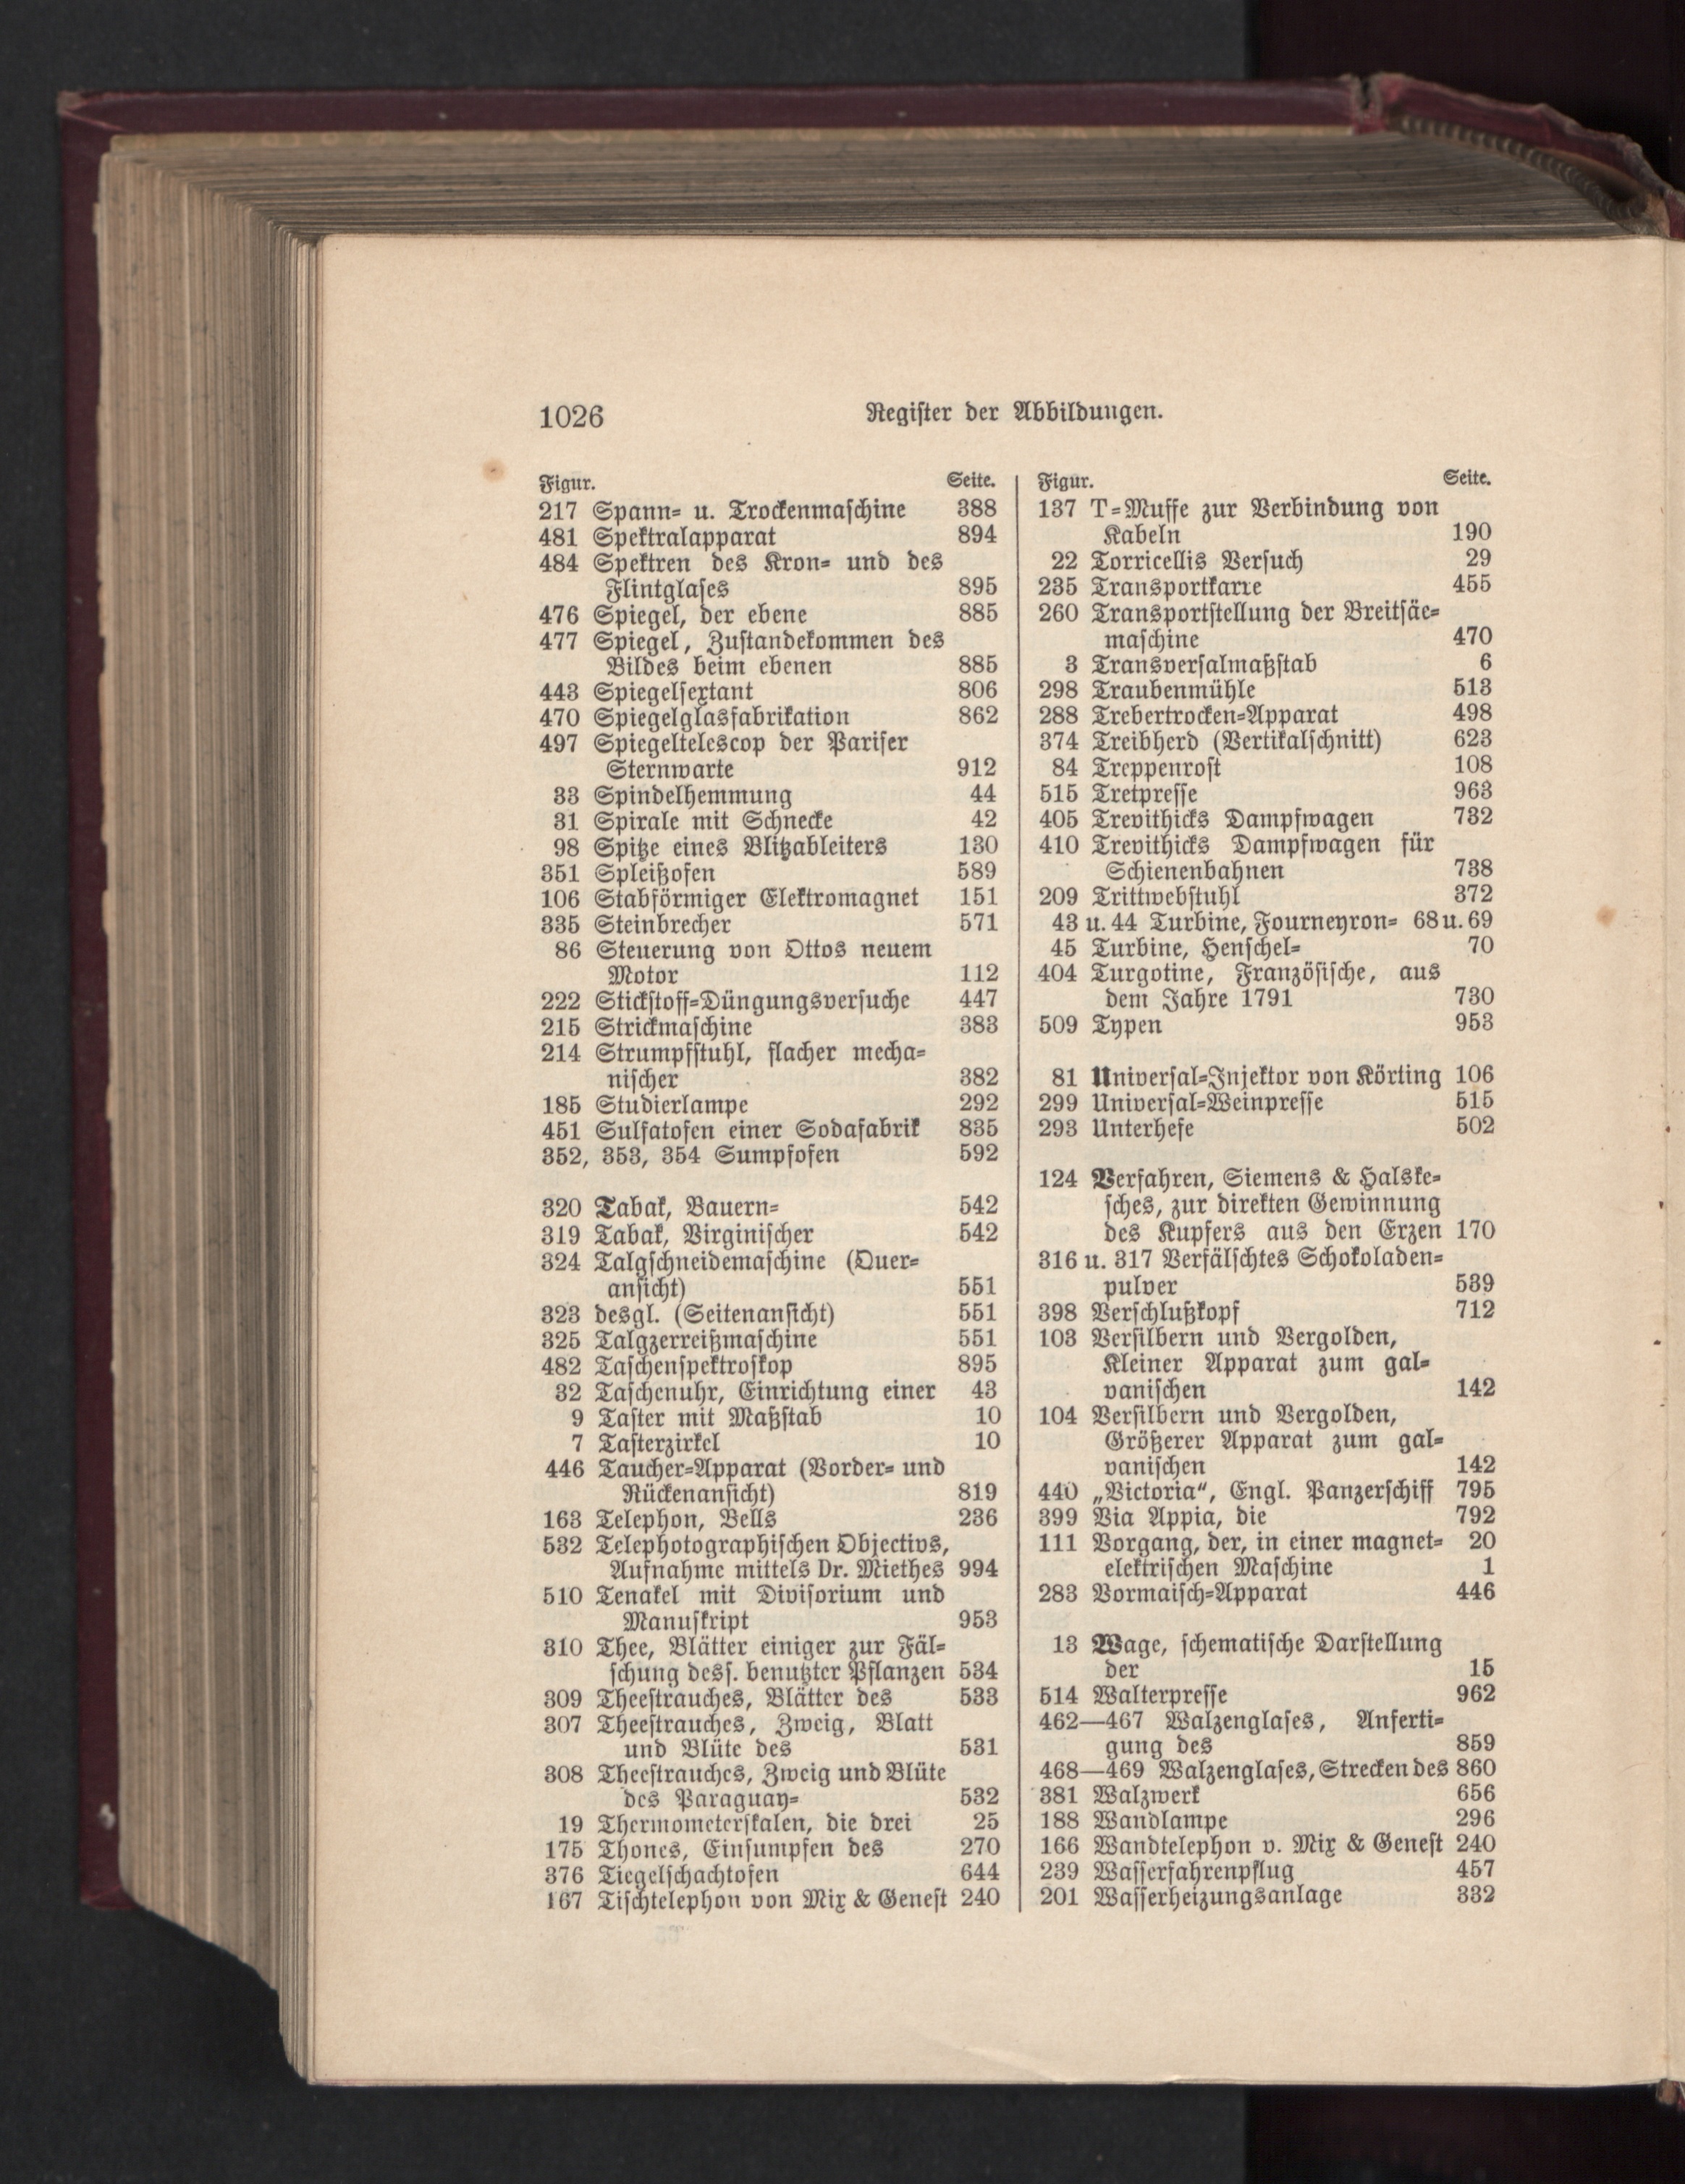 1026
Register der Abbildungen.
Figur. Seite.
217 Spann- u. Trockenmaschine 388
481 Spektralapparat 894
484 Spektren des Kron- und des
Flintglases 895
476 Spiegel, der ebene 885
477 Spiegel, Zustandekommen des
Bildes beim ebenen 885
443 Spiegelsextant 806
470 Spiegelglasfabrikation 862
497 Spiegeltelescop der Pariser
Sternwarte 912
33 Spindelhemmung 44
31 Spirale mit Schnecke 42
98 Spitze eines Blitzableiters 130
351 Spleißofen 589
106 Stabförmiger Elektromagnet 151
335 Steinbrecher 571
86 Steuerung von Ottos neuem
Motor 112
222 Stickstoff-Düngungsversuche 447
215 Strickmaschine 383
214 Strumpfstuhl, flacher mecha-
nischer 382
185 Studierlampe 292
451 Sulfatofen einer Sodafabrik 835
352, 353, 354 Sumpfofen 592
320 Tabak, Bauern- 542
319 Tabak, Virginischer 542
324 Talgschneidemaschine (Quer-
ansicht) 551
323 desgl. (Seitenansicht) 551
325 Talgzerreißmaschine 551
482 Taschenspektroskop 895
32 Taschenuhr, Einrichtung einer 43
9 Taster mit Maßstab 10
7 Tasterzirkel 10
446 Taucher-Apparat (Vorder- und
Rückenansicht) 819
163 Telephon, Bells 236
532 Telephotographischen Objectivs,
Aufnahme mittels Dr. Miethes 994
510 Tenakel mit Divisorium und
Manuskript 953
310 Thee, Blätter einiger zur Fäl-
schung dess. benutzter Pflanzen 534
309 Theestrauches, Blätter des 533
307 Theestrauches, Zweig, Blatt
und Blüte des 531
308 Theestrauches, Zweig und Blüte
des Paraguay- 532
19 Thermometerskalen, die drei 25
175 Thones, Einsumpfen des 270
376 Tiegelschachtofen 644
167 Tischtelephon von Mix & Genest 240
Figur. Seite.
137 T-Muffe zur Verbindung von
Kabeln 190
22 Torricellis Versuch 29
235 Transportkarre 455
260 Transportstellung der Breitsäe-
maschine 470
3 Transversalmaßstab 6
298 Traubenmühle 513
288 Trebertrocken-Apparat 498
374 Treibherd (Vertikalschnitt) 623
84 Treppenrost 108
515 Tretpresse 963
405 Trevithicks Dampfwagen 732
410 Trevithicks Dampfwagen für
Schienenbahnen 738
209 Trittwebstuhl 372
43 u. 44 Turbine, Fourneyron- 68 u. 69
45 Turbine, Henschel- 70
404 Turgotine, Französische, aus
dem Jahre 1791 730
509 Typen 953
81 Universal-Injektor von Körting 106
299 Universal-Weinpresse 515
293 Unterhefe 502
124 Verfahren, Siemens & Halske-
sches, zur direkten Gewinnung
des Kupfers aus den Erzen 170
316 u. 317 Verfälschtes Schokoladen-
pulver 539
398 Verschlußkopf 712
103 Versilbern und Vergolden,
Kleiner Apparat zum gal-
vanischen 142
104 Versilbern und Vergolden,
Größerer Apparat zum gal-
vanischen 142
440 „Victoria“, Engl. Panzerschiff 795
399 Via Appia, die 792
111 Vorgang, der, in einer magnet- 20
elektrischen Maschine 1
283 Vormaisch-Apparat 446
13 Wage, schematische Darstellung
der 15
514 Walterpresse 962
462—467 Walzenglases, Anferti-
gung des 859
468—469 Walzenglases, Strecken des 860
381 Walzwerk 656
188 Wandlampe 296
166 Wandtelephon v. Mix & Genest 240
239 Wasserfahrenpflug 457
201 Wasserheizungsanlage 332